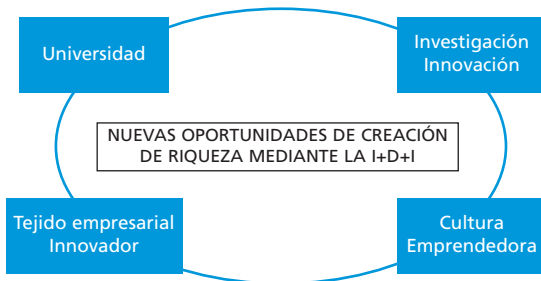 Universidad
Investigación
Innovación
NUEVAS OPORTUNIDADES DE CREACIÓN
DE RIQUEZA MEDIANTE LA I+D+I
Tejido empresarial
Innovador
Cultura
Emprendedora